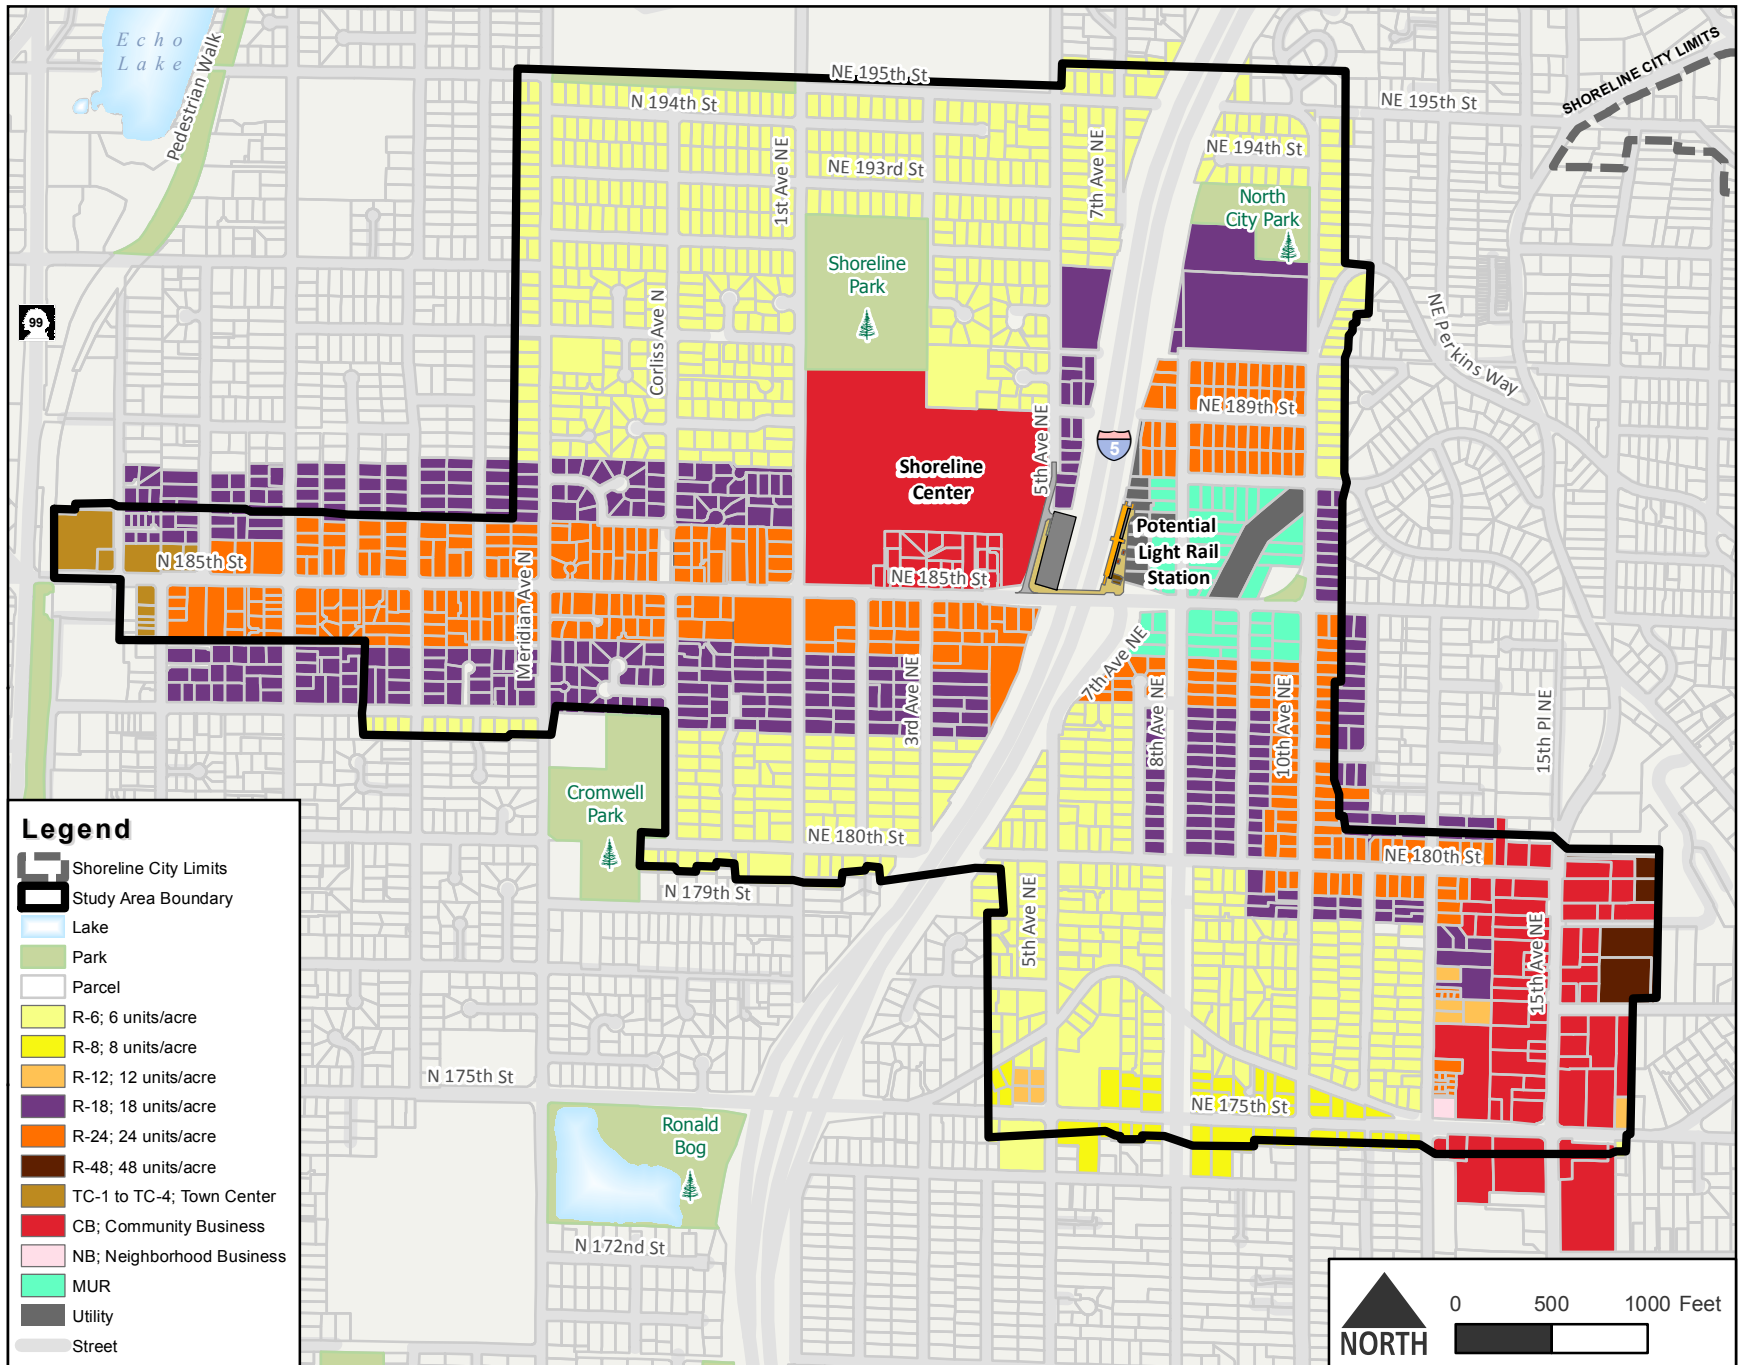 Echo
Lake
Pedestrian Walk
NE 195th St
N 194th St
1st Ave NE
NE 193rd St
7th Ave NE
NE 195th St
SHORELINE CITY LIMITS
NE 194th St
North
City Park
Shoreline
Park
99
Corliss Ave N
NE Perkins Way
NE 189th St
5th Ave NE
5
Shoreline
Center
Potential
Light Rail
Station
N 185th St
NE 185th St
Meridian Ave N
3rd Ave NE
7th Ave NE
8th Ave NE
10th Ave NE
15th Pl NE
Cromwell
Park
NE 180th St
NE 180th St
N 179th St
5th Ave NE
15th Ave NE
N 175th St
NE 175th St
Ronald
Bog
N 172nd St
Legend
Shoreline City Limits
Study Area Boundary
Lake
Park
Parcel
R-6; 6 units/acre
R-8; 8 units/acre
R-12; 12 units/acre
R-18; 18 units/acre
R-24; 24 units/acre
R-48; 48 units/acre
TC-1 to TC-4; Town Center
CB; Community Business
NB; Neighborhood Business
MUR
Utility
Street
NORTH
0 500 1000 Feet